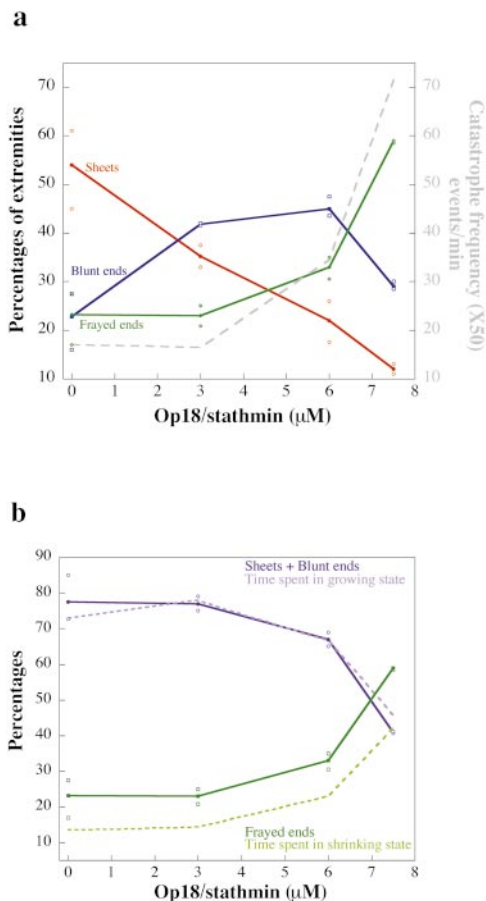 a
Percentages of extremities
70
60
50
40
30
20
10
Sheets
Blunt ends
Frayed ends
70
60
50
40
30
20
10
Catastrophe frequency (X50)
events/min
0 1 2 3 4 5 6 7 8
Op18/stathmin (μM)
b
Percentages
90
80
70
60
50
40
30
20
10
Sheets + Blunt ends
Time spent in growing state
Frayed ends
Time spent in shrinking state
0 1 2 3 4 5 6 7 8
Op18/stathmin (μM)